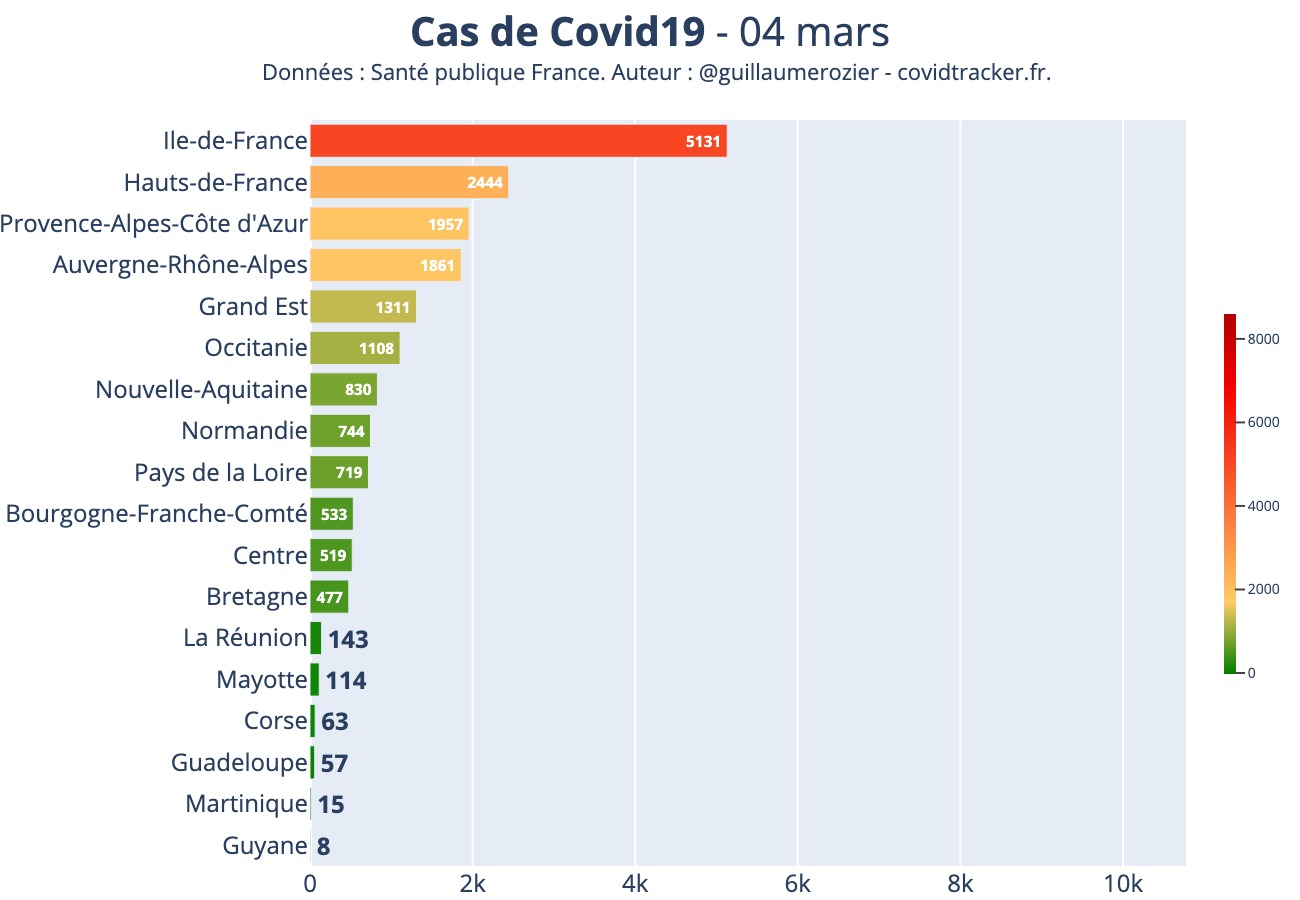 Cas de Covid19 - 04 mars
Données : Santé publique France. Auteur : @guillaumerozier - covidtracker.fr.
Ile-de-France 5131
Hauts-de-France 2444
Provence-Alpes-Côte d'Azur 1957
Auvergne-Rhône-Alpes 1861
Grand Est 1311
Occitanie 1108
Nouvelle-Aquitaine 830
Normandie 744
Pays de la Loire 719
Bourgogne-Franche-Comté 533
Centre 519
Bretagne 477
La Réunion 143
Mayotte 114
Corse 63
Guadeloupe 57
Martinique 15
Guyane 8
0 2k 4k 6k 8k 10k
8000
6000
4000
2000
0